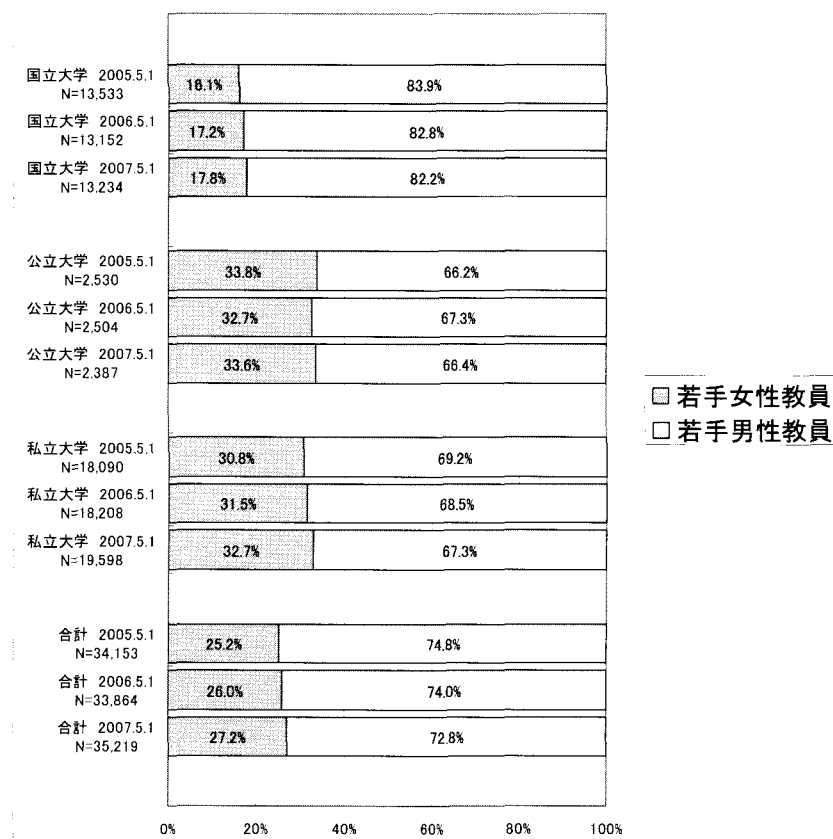 国立大学 2005.5.1
N=13,533
16.1%
83.9%
国立大学 2006.5.1
N=13,152
17.2%
82.8%
国立大学 2007.5.1
N=13,234
17.8%
82.2%
公立大学 2005.5.1
N=2,530
33.8%
66.2%
公立大学 2006.5.1
N=2,504
32.7%
67.3%
公立大学 2007.5.1
N=2,387
33.6%
66.4%
私立大学 2005.5.1
N=18,090
30.8%
69.2%
私立大学 2006.5.1
N=18,208
31.5%
68.5%
私立大学 2007.5.1
N=19,598
32.7%
67.3%
合計 2005.5.1
N=34,153
25.2%
74.8%
合計 2006.5.1
N=33,864
26.0%
74.0%
合計 2007.5.1
N=35,219
27.2%
72.8%
若手女性教員
若手男性教員
0% 20% 40% 60% 80% 100%